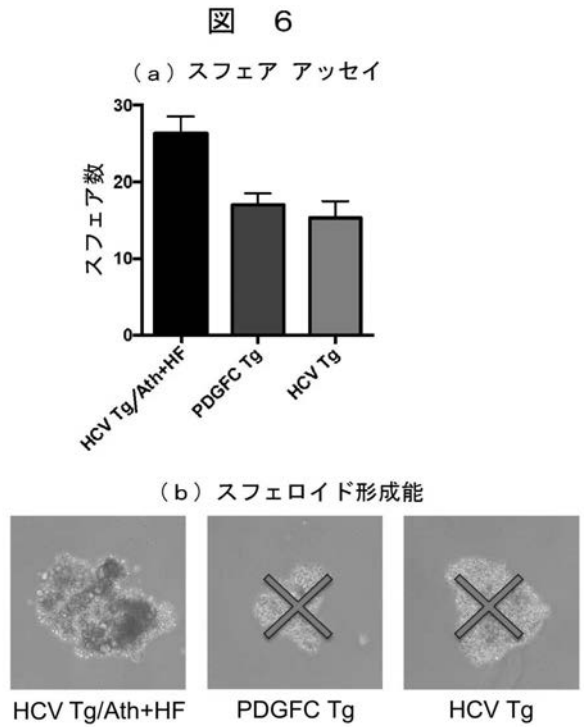 図 6
(a) スフェア アッセイ
スフェア数
30
20
10
0
HCV Tg/Ath+HF
PDGFC Tg
HCV Tg
(b) スフェロイド形成能
HCV Tg/Ath+HF
PDGFC Tg
HCV Tg